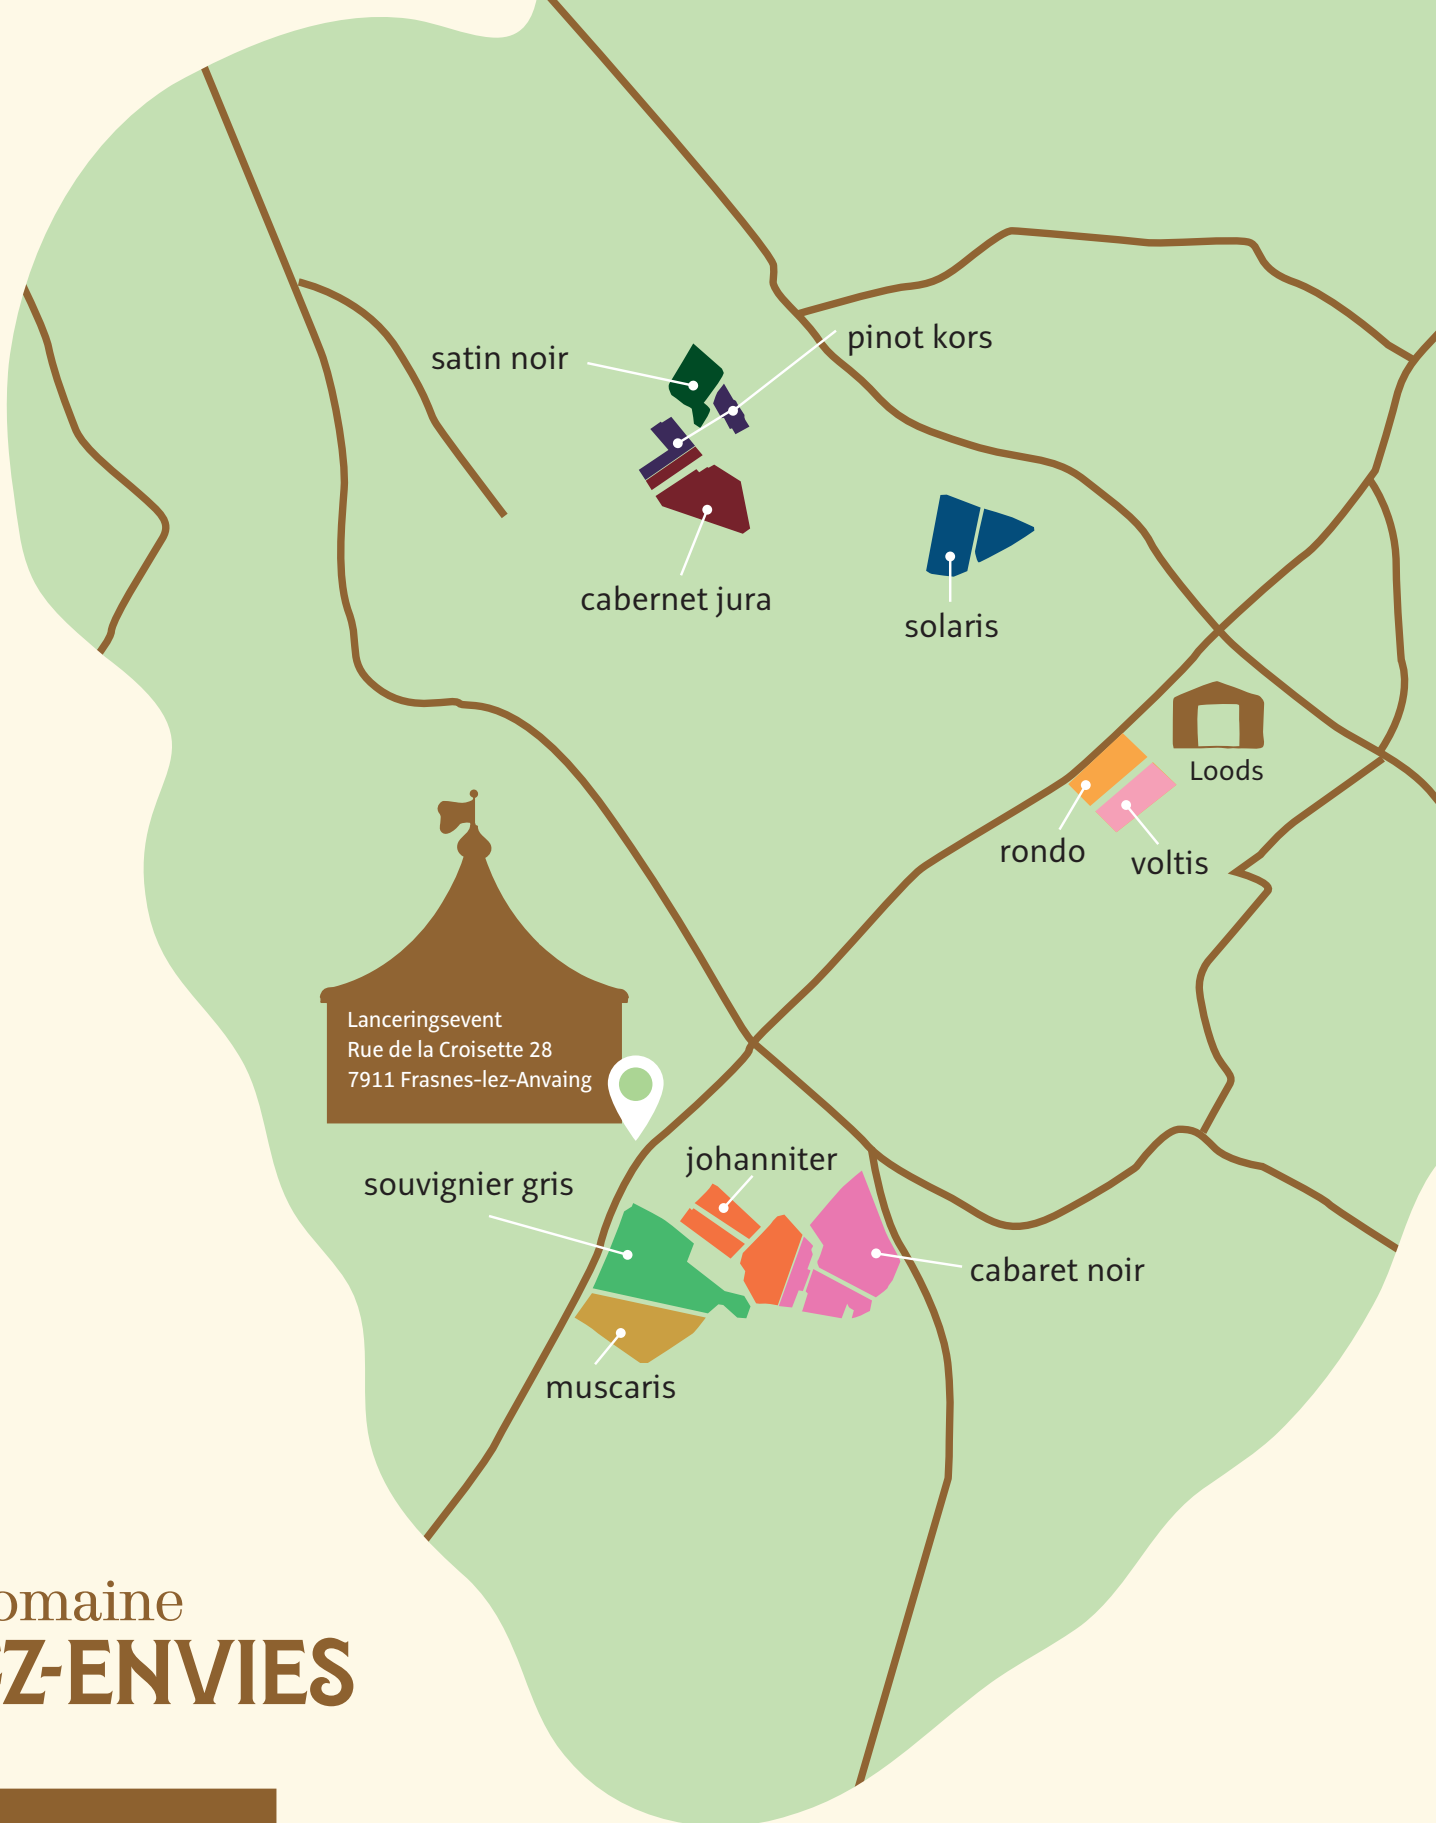 pinot kors
satin noir
cabernet jura
solaris
Loods
rondo
voltis
Lanceringsevent
Rue de la Croisette 28
7911 Frasnes-lez-Anvaing
johanniter
souvignier gris
cabaret noir
muscaris
omaine
Z-ENVIES